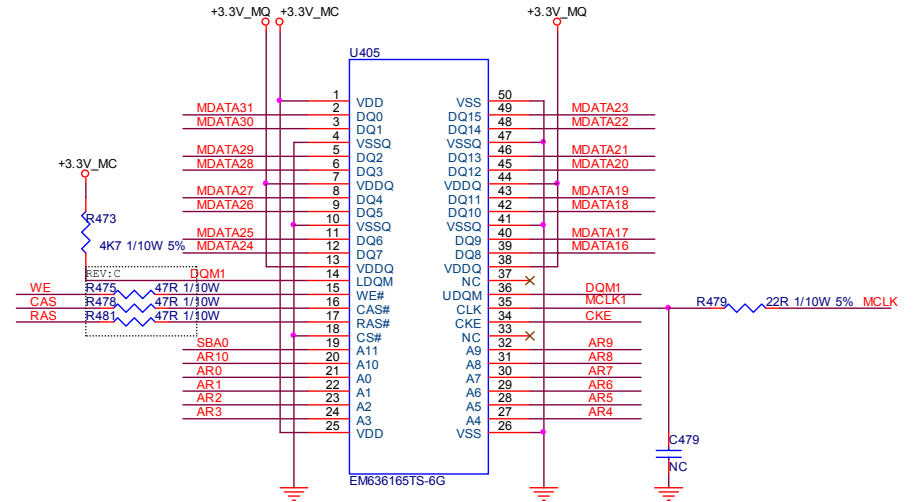 +3.3V_MQ +3.3V_MC +3.3V_MQ
U405
1 VDD VSS 50
MDATA31 2 DQ0 DQ15 49 MDATA23
MDATA30 3 DQ1 DQ14 48 MDATA22
4 VSSQ VSSQ 47
MDATA29 5 DQ2 DQ13 46 MDATA21
MDATA28 6 DQ3 DQ12 45 MDATA20
+3.3V_MC
7 VDDQ VDDQ 44
MDATA27 8 DQ4 DQ11 43 MDATA19
MDATA26 9 DQ5 DQ10 42 MDATA18
R473
10 VSSQ VSSQ 41
MDATA25 11 DQ6 DQ9 40 MDATA17
4K7 1/10W 5%
MDATA24 12 DQ7 DQ8 39 MDATA16
13 VDDQ VDDQ 38
REV:C DQM1 14 LDQM NC 37
WE R475 47R 1/10W 15 WE# UDQM 36 DQM1
CAS R478 47R 1/10W 16 CAS# CLK 35 MCLK1 R479 22R 1/10W 5% MCLK
RAS R481 47R 1/10W 17 RAS# CKE 34 CKE
18 CS# NC 33
SBA0 19 A11 A9 32 AR9
AR10 20 A10 A8 31 AR8
AR0 21 A0 A7 30 AR7
AR1 22 A1 A6 29 AR6
AR2 23 A2 A5 28 AR5
AR3 24 A3 A4 27 AR4
25 VDD VSS 26
C479
NC
EM636165TS-6G